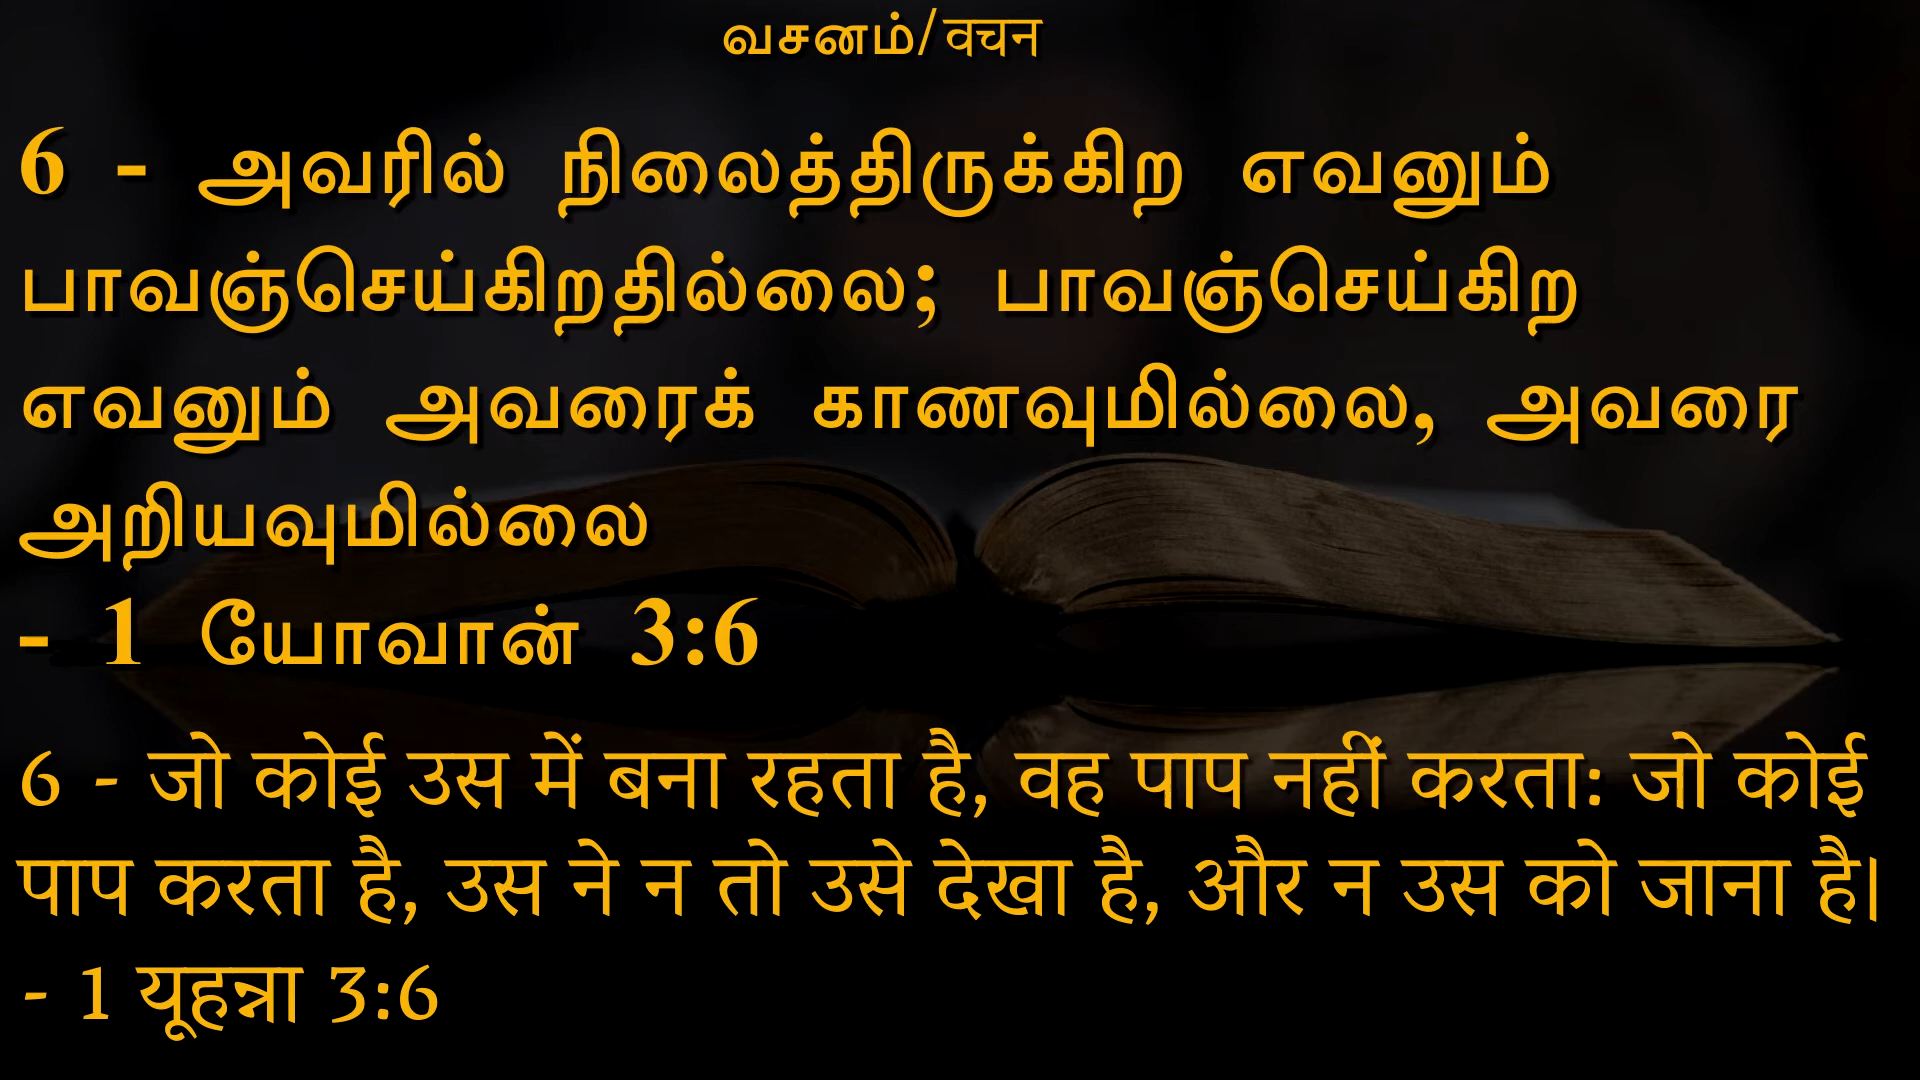 வசனம்/वचन
6 - அவரில் நிலைத்திருக்கிற எவனும்
பாவஞ்செய்கிறதில்லை; பாவஞ்செய்கிற
எவனும் அவரைக் காணவுமில்லை, அவரை
அறியவுமில்லை
- 1 யோவான் 3:6
6 - जो कोई उस में बना रहता है, वह पाप नहीं करता: जो कोई
पाप करता है, उस ने न तो उसे देखा है, और न उस को जाना है।
- 1 यूहन्ना 3:6